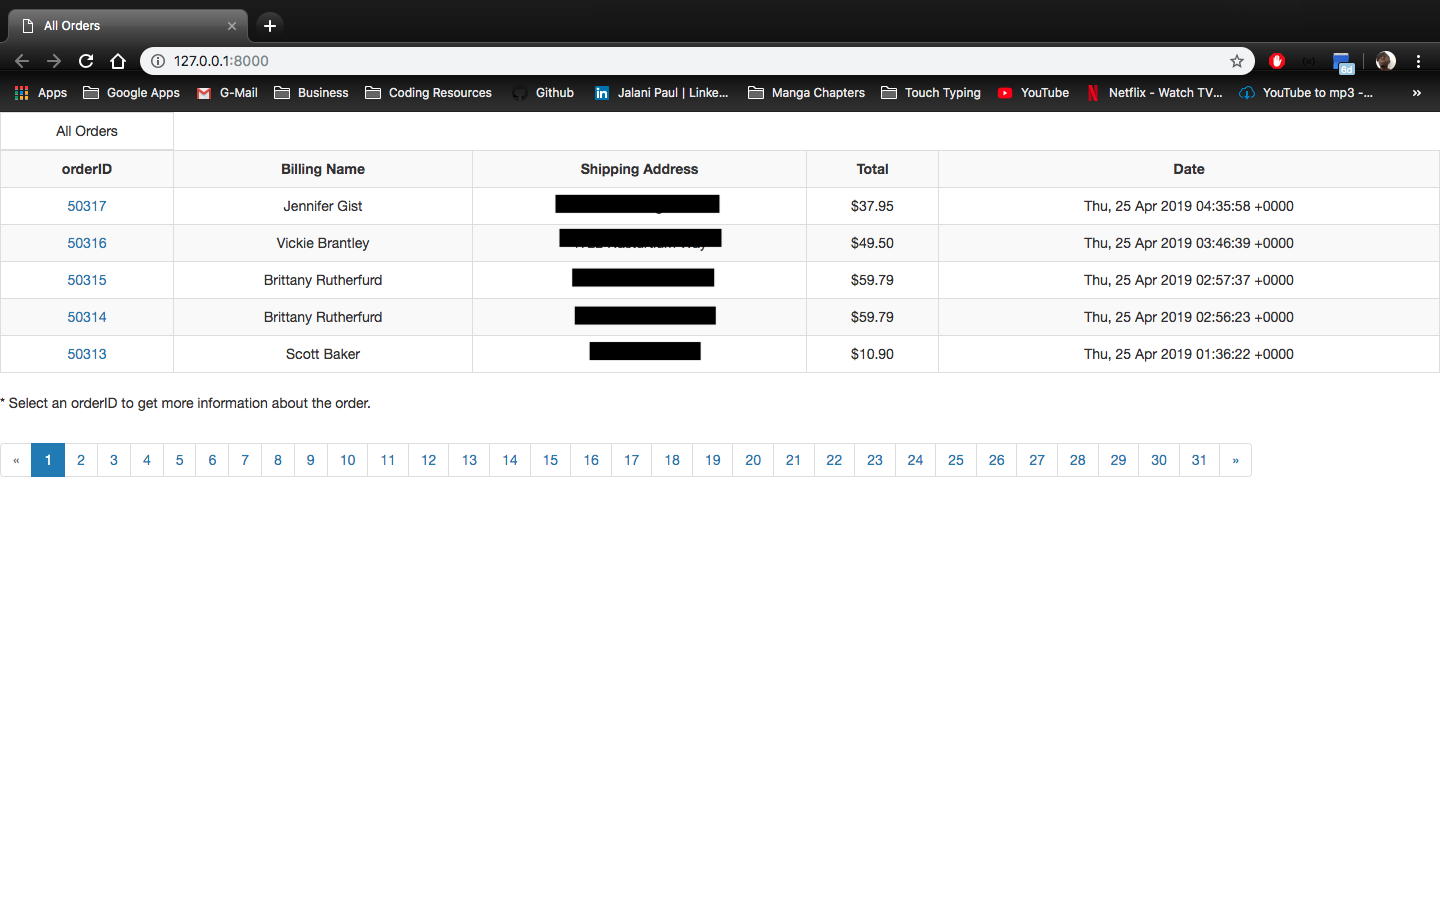 All Orders
127.0.0.1:8000
6d
Apps Google Apps G-Mail Business Coding Resources Github Jalani Paul | Linke... Manga Chapters Touch Typing YouTube Netflix - Watch TV... YouTube to mp3 -... »
All Orders
orderID Billing Name Shipping Address Total Date
50317 Jennifer Gist $37.95 Thu, 25 Apr 2019 04:35:58 +0000
50316 Vickie Brantley $49.50 Thu, 25 Apr 2019 03:46:39 +0000
50315 Brittany Rutherfurd $59.79 Thu, 25 Apr 2019 02:57:37 +0000
50314 Brittany Rutherfurd $59.79 Thu, 25 Apr 2019 02:56:23 +0000
50313 Scott Baker $10.90 Thu, 25 Apr 2019 01:36:22 +0000
* Select an orderID to get more information about the order.
« 1 2 3 4 5 6 7 8 9 10 11 12 13 14 15 16 17 18 19 20 21 22 23 24 25 26 27 28 29 30 31 »